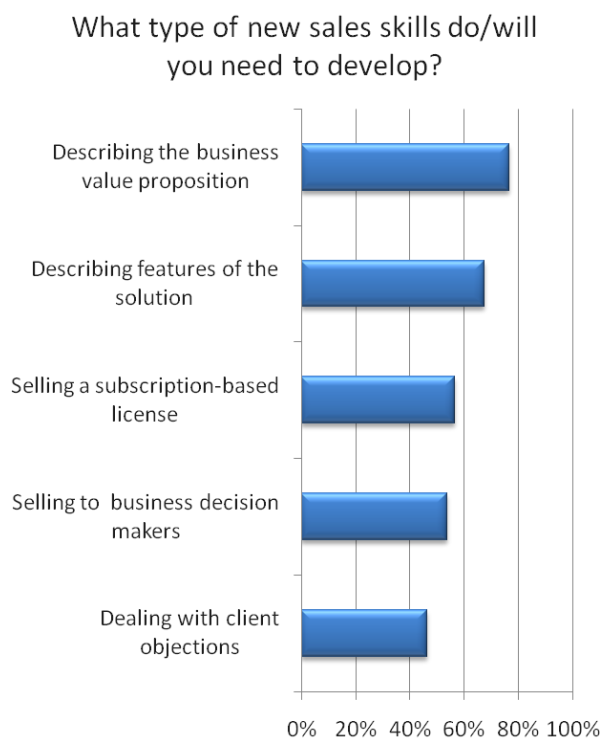 What type of new sales skills do/will
you need to develop?
Describing the business
value proposition
Describing features of the
solution
Selling a subscription-based
license
Selling to business decision
makers
Dealing with client
objections
0% 20% 40% 60% 80% 100%